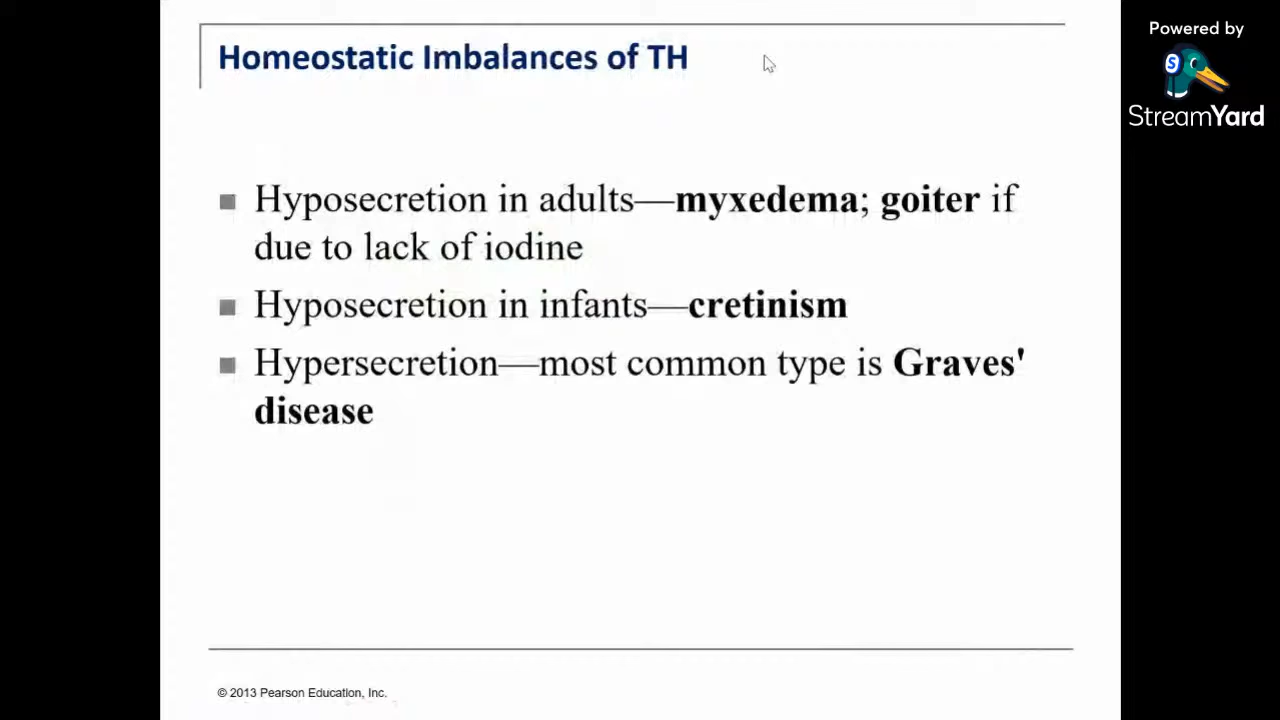 Homeostatic Imbalances of TH
Powered by
S
StreamYard
■ Hyposecretion in adults—myxedema; goiter if
due to lack of iodine
■ Hyposecretion in infants—cretinism
■ Hypersecretion—most common type is Graves'
disease
© 2013 Pearson Education, Inc.